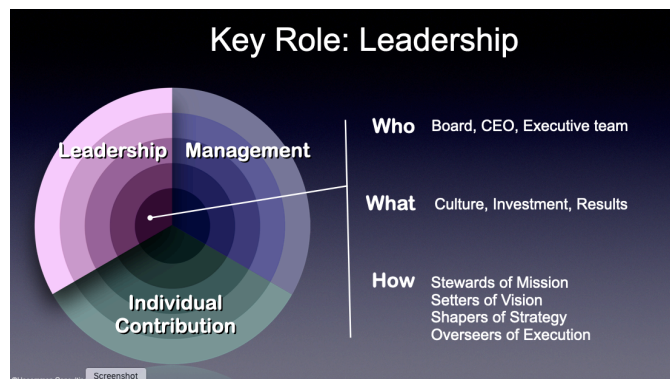 Key Role: Leadership
Leadership
Management
Individual
Contribution
Who
Board, CEO, Executive team
What
Culture, Investment, Results
How
Stewards of Mission
Setters of Vision
Shapers of Strategy
Overseers of Execution
Screenshot